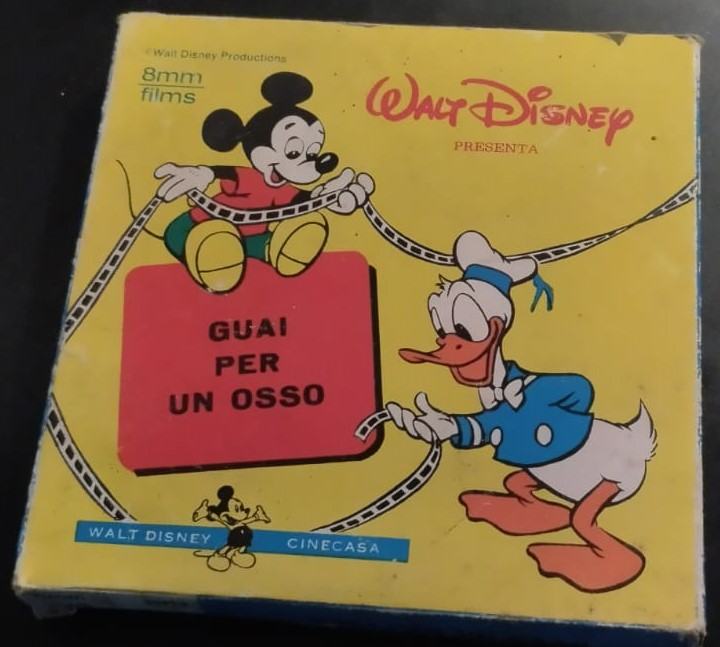 ©Walt Disney Productions
8mm
films
WALT DISNEY
PRESENTA
GUAI
PER
UN OSSO
WALT DISNEY CINECASA